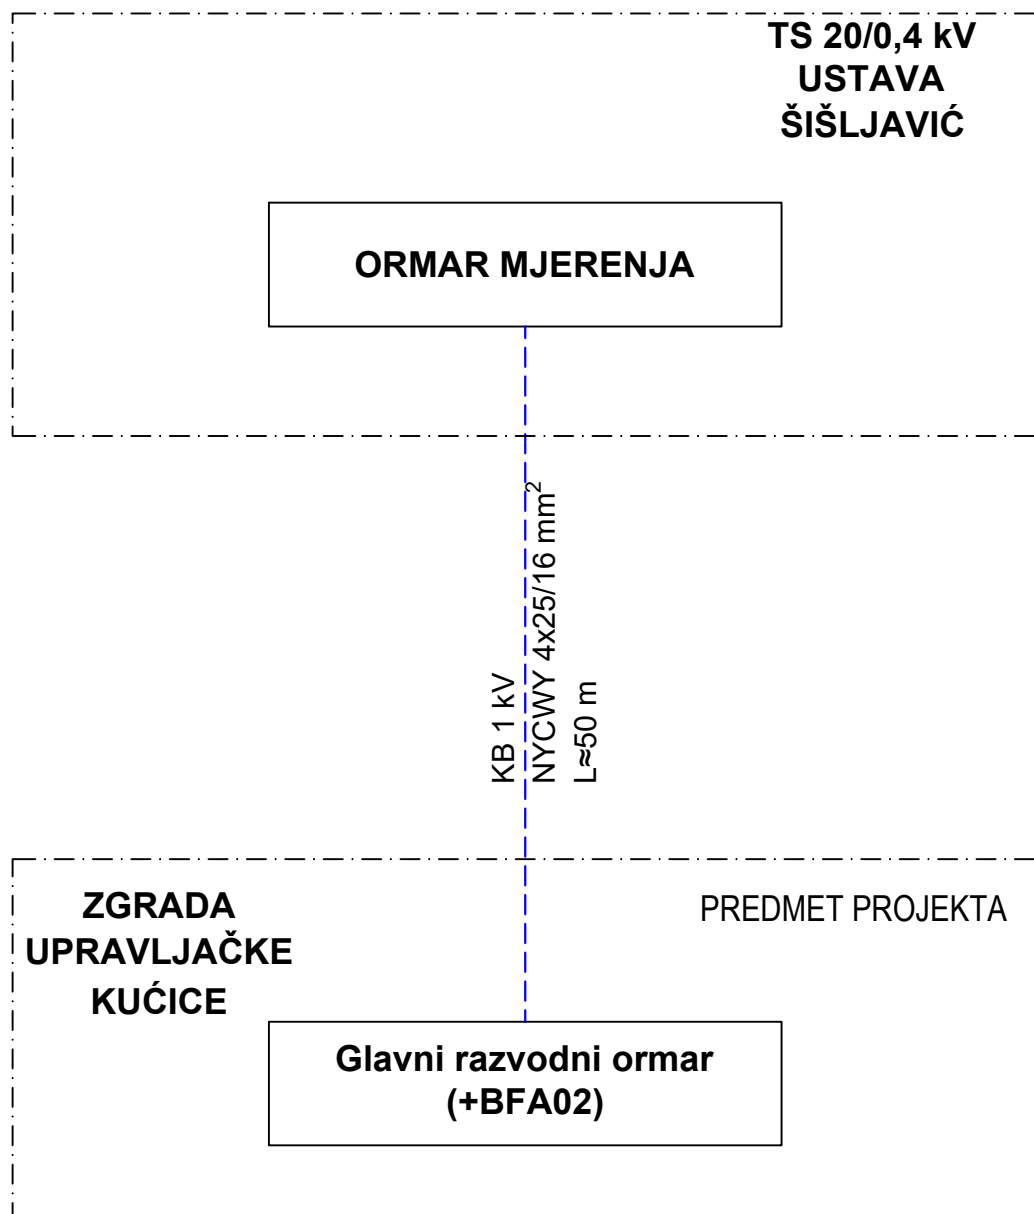 TS 20/0,4 kV
USTAVA
ŠIŠLJAVIĆ
ORMAR MJERENJA
KB 1 kV
NYCWY 4x25/16 mm²
L≈50 m
ZGRADA
UPRAVLJAČKE
KUĆICE
PREDMET PROJEKTA
Glavni razvodni ormar
(+BFA02)